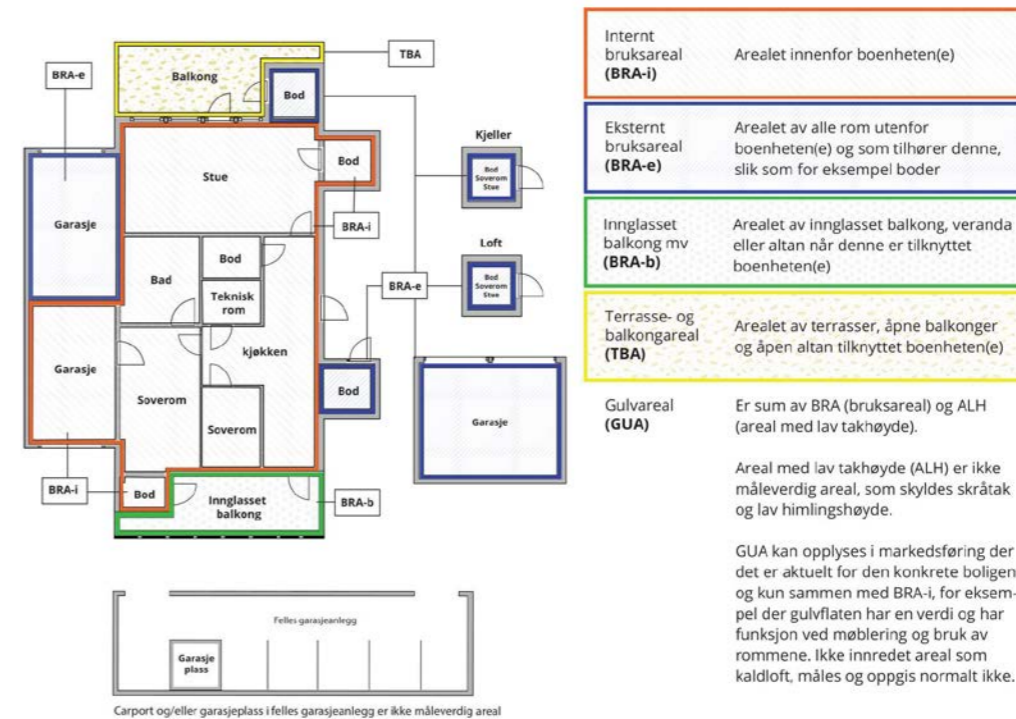 TBA
BRA-e
Balkong
Bod
Kjeller
Bod
Soverom
Stue
Stue
Bod
BRA-i
Garasje
Loft
Bod
Soverom
Stue
Bad
Bod
BRA-e
Teknisk
rom
kjøkken
Garasje
Soverom
Bod
Garasje
Soverom
BRA-i
Bod
Innglasset
balkong
BRA-b
Felles garasjeanlegg
Garasje
plass
Carport og/eller garasjeplass i felles garasjeanlegg er ikke måleverdig areal
Internt
bruksareal
(BRA-i)
Arealet innenfor boenheten(e)
Eksternt
bruksareal
(BRA-e)
Arealet av alle rom utenfor
boenheten(e) og som tilhører denne,
slik som for eksempel boder
Innglasset
balkong mv
(BRA-b)
Arealet av innglasset balkong, veranda
eller altan når denne er tilknyttet
boenheten(e)
Terrasse- og
balkongareal
(TBA)
Arealet av terrasser, åpne balkonger
og åpen altan tilknyttet boenheten(e)
Gulvareal
(GUA)
Er sum av BRA (bruksareal) og ALH
(areal med lav takhøyde).
Areal med lav takhøyde (ALH) er ikke
måleverdig areal, som skyldes skråtak
og lav himlingshøyde.
GUA kan opplyses i markedsføring der
det er aktuelt for den konkrete boligen
og kun sammen med BRA-i, for eksem-
pel der gulvflaten har en verdi og har
funksjon ved møblering og bruk av
rommene. Ikke innredet areal som
kaldloft, måles og oppgis normalt ikke.